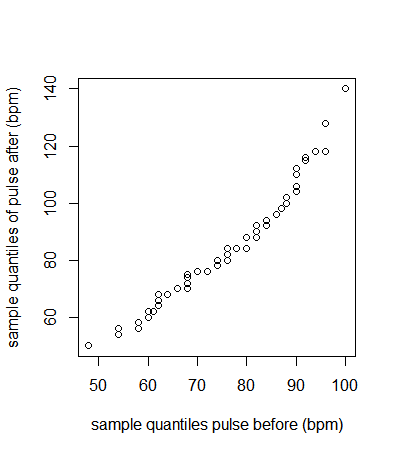 sample quantiles of pulse after (bpm)
140
120
100
80
60
50 60 70 80 90 100
sample quantiles pulse before (bpm)